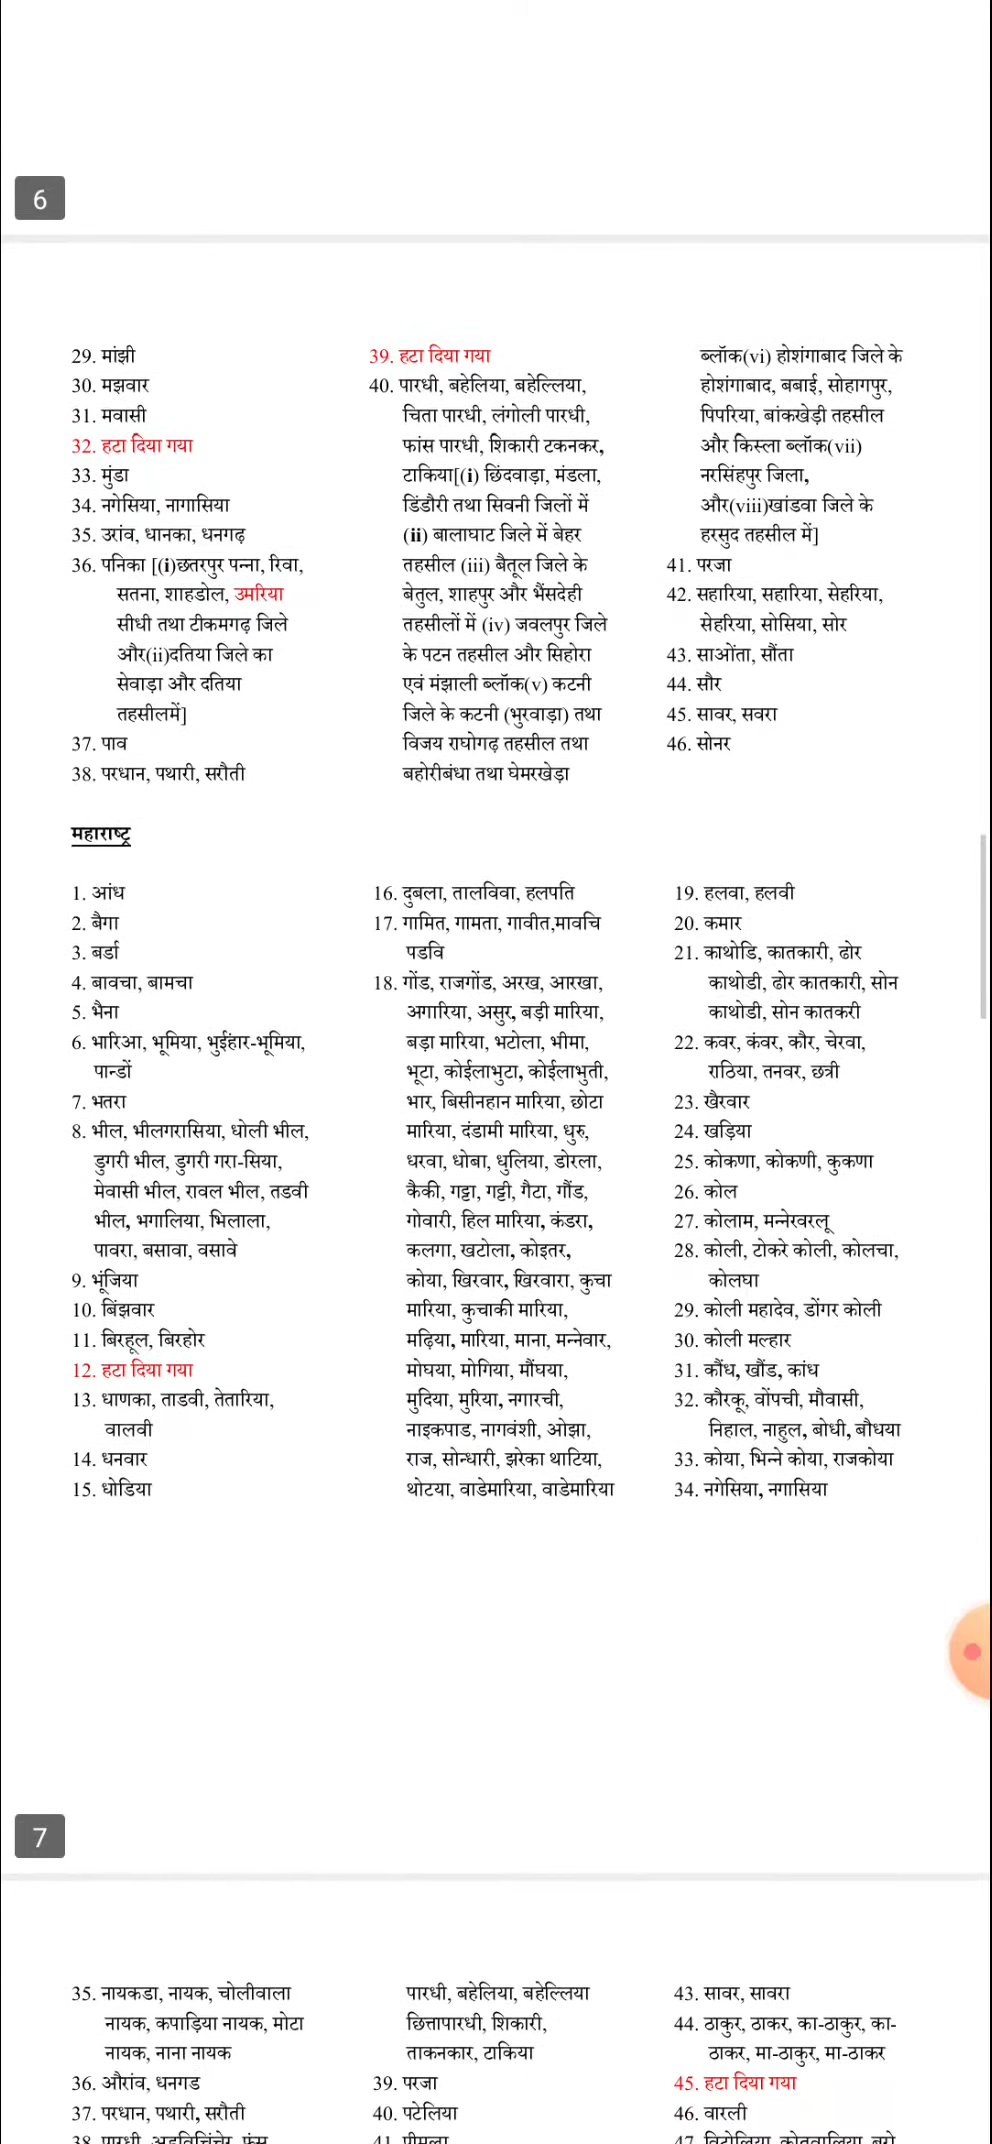 6
29. मांझी
30. मझवार
31. मवासी
32. हटा दिया गया
33. मुंडा
34. नगेसिया, नागासिया
35. उरांव, धानका, धनगढ़
36. पनिका [(i)छतरपुर पन्ना, रिवा,
सतना, शाहडोल, उमरिया
सीधी तथा टीकमगढ़ जिले
और(ii)दतिया जिले का
सेवाड़ा और दतिया
तहसीलमें]
37. पाव
38. परधान, पथारी, सरौती
39. हटा दिया गया
40. पारधी, बहेलिया, बहेल्लिया,
चिता पारधी, लंगोली पारधी,
फांस पारधी, शिकारी टकनकर,
टाकिया[(i) छिंदवाड़ा, मंडला,
डिंडौरी तथा सिवनी जिलों में
(ii) बालाघाट जिले में बेहर
तहसील (iii) बैतूल जिले के
बेतुल, शाहपुर और भैंसदेही
तहसीलों में (iv) जवलपुर जिले
के पटन तहसील और सिहोरा
एवं मंझाली ब्लॉक(v) कटनी
जिले के कटनी (भुरवाड़ा) तथा
विजय राघोगढ़ तहसील तथा
बहोरीबंधा तथा घेमरखेड़ा
ब्लॉक(vi) होशंगाबाद जिले के
होशंगाबाद, बबाई, सोहागपुर,
पिपरिया, बांकखेड़ी तहसील
और किस्ला ब्लॉक(vii)
नरसिंहपुर जिला,
और(viii)खांडवा जिले के
हरसुद तहसील में]
41. परजा
42. सहारिया, सहारिया, सेहरिया,
सेहरिया, सोसिया, सोर
43. साओंता, सौंता
44. सौर
45. सावर, सवरा
46. सोनर
महाराष्ट्र
1. आंध
2. बैगा
3. बर्डा
4. बावचा, बामचा
5. भैना
6. भारिआ, भूमिया, भुईहार-भूमिया,
पान्डों
7. भतरा
8. भील, भीलगरासिया, धोली भील,
डुगरी भील, डुगरी गरा-सिया,
मेवासी भील, रावल भील, तडवी
भील, भगालिया, भिलाला,
पावरा, बसावा, वसावे
9. भूंजिया
10. बिंझवार
11. बिरहूल, बिरहोर
12. हटा दिया गया
13. धाणका, ताडवी, तेतारिया,
वालवी
14. धनवार
15. धोडिया
16. दुबला, तालविवा, हलपति
17. गामित, गामता, गावीत,मावचि
पडवि
18. गोंड, राजगोंड, अरख, आरखा,
अगारिया, असुर, बड़ी मारिया,
बड़ा मारिया, भटोला, भीमा,
भूटा, कोईलाभुटा, कोईलाभुती,
भार, बिसीनहान मारिया, छोटा
मारिया, दंडामी मारिया, धुरु,
धरवा, धोबा, धुलिया, डोरला,
कैकी, गट्टा, गट्टी, गैटा, गौंड,
गोवारी, हिल मारिया, कंडरा,
कलगा, खटोला, कोइतर,
कोया, खिरवार, खिरवारा, कुचा
मारिया, कुचाकी मारिया,
मढ़िया, मारिया, माना, मन्नेवार,
मोघया, मोगिया, मौंघया,
मुदिया, मुरिया, नगारची,
नाइकपाड, नागवंशी, ओझा,
राज, सोन्धारी, झरेका थाटिया,
थोटया, वाडेमारिया, वाडेमारिया
19. हलवा, हलवी
20. कमार
21. काथोडि, कातकारी, ढोर
काथोडी, ढोर कातकारी, सोन
काथोडी, सोन कातकरी
22. कवर, कंवर, कौर, चेरवा,
राठिया, तनवर, छत्री
23. खैरवार
24. खड़िया
25. कोकणा, कोकणी, कुकणा
26. कोल
27. कोलाम, मन्नेरवरलू
28. कोली, टोकरे कोली, कोलचा,
कोलघा
29. कोली महादेव, डोंगर कोली
30. कोली मल्हार
31. कौंध, खौंड, कांध
32. कौरकू, वोंपची, मौवासी,
निहाल, नाहुल, बोधी, बौधया
33. कोया, भिन्ने कोया, राजकोया
34. नगेसिया, नगासिया
7
35. नायकडा, नायक, चोलीवाला
नायक, कपाड़िया नायक, मोटा
नायक, नाना नायक
36. औरांव, धनगड
37. परधान, पथारी, सरौती
पारधी, बहेलिया, बहेल्लिया
छित्तापारधी, शिकारी,
ताकनकार, टाकिया
39. परजा
40. पटेलिया
43. सावर, सावरा
44. ठाकुर, ठाकर, का-ठाकुर, का-
ठाकर, मा-ठाकुर, मा-ठाकर
45. हटा दिया गया
46. वारली